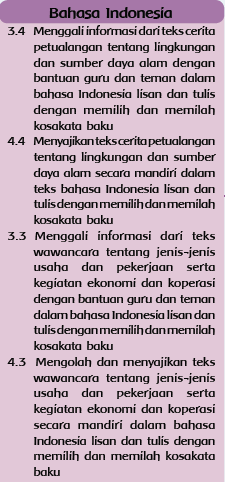 Bahasa Indonesia
3.4 Menggali informasi dari teks cerita
petualangan tentang lingkungan
dan sumber daya alam dengan
bantuan guru dan teman dalam
bahasa Indonesia lisan dan tulis
dengan memilih dan memilah
kosakata baku
4.4 Menyajikan teks cerita petualangan
tentang lingkungan dan sumber
daya alam secara mandiri dalam
teks bahasa Indonesia lisan dan
tulis dengan memilih dan memilah
kosakata baku
3.3 Menggali informasi dari teks
wawancara tentang jenis-jenis
usaha dan pekerjaan serta
kegiatan ekonomi dan koperasi
dengan bantuan guru dan teman
dalam bahasa Indonesia lisan dan
tulis dengan memilih dan memilah
kosakata baku
4.3 Mengolah dan menyajikan teks
wawancara tentang jenis-jenis
usaha dan pekerjaan serta
kegiatan ekonomi dan koperasi
secara mandiri dalam bahasa
Indonesia lisan dan tulis dengan
memilih dan memilah kosakata
baku